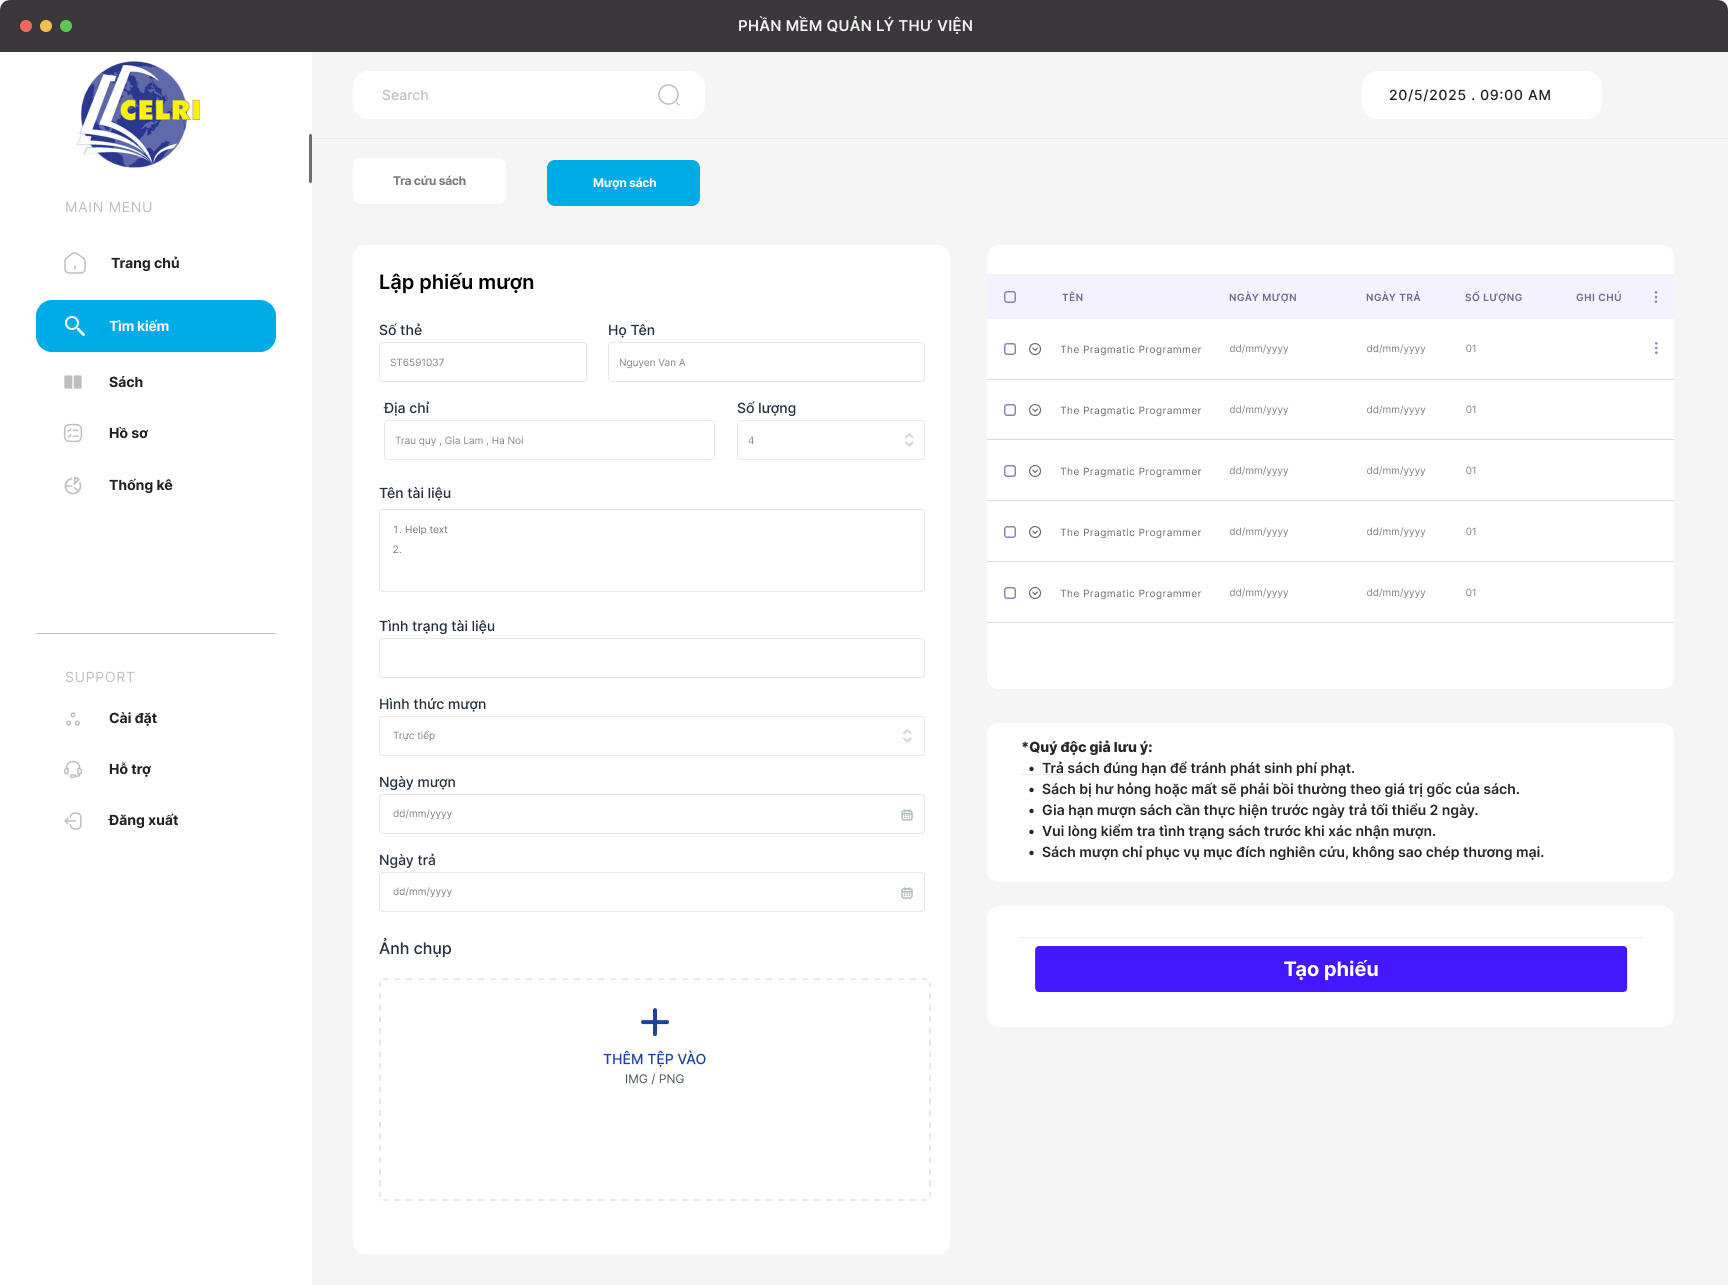 PHẦN MỀM QUẢN LÝ THƯ VIỆN
CELRI
Search
20/5/2025 . 09:00 AM
Tra cứu sách
Mượn sách
MAIN MENU
Trang chủ
Tìm kiếm
Sách
Hồ sơ
Thống kê
SUPPORT
Cài đặt
Hỗ trợ
Đăng xuất
Lập phiếu mượn
Số thẻ
Họ Tên
ST6591037
Nguyen Van A
Địa chỉ
Số lượng
Trau quy , Gia Lam , Ha Noi
4
Tên tài liệu
1. Help text
2.
Tình trạng tài liệu
Hình thức mượn
Trực tiếp
Ngày mượn
dd/mm/yyyy
Ngày trả
dd/mm/yyyy
Ảnh chụp
THÊM TỆP VÀO
IMG / PNG
TÊN NGÀY MƯỢN NGÀY TRẢ SỐ LƯỢNG GHI CHÚ
The Pragmatic Programmer dd/mm/yyyy dd/mm/yyyy 01
The Pragmatic Programmer dd/mm/yyyy dd/mm/yyyy 01
The Pragmatic Programmer dd/mm/yyyy dd/mm/yyyy 01
The Pragmatic Programmer dd/mm/yyyy dd/mm/yyyy 01
The Pragmatic Programmer dd/mm/yyyy dd/mm/yyyy 01
*Quý độc giả lưu ý:
• Trả sách đúng hạn để tránh phát sinh phí phạt.
• Sách bị hư hỏng hoặc mất sẽ phải bồi thường theo giá trị gốc của sách.
• Gia hạn mượn sách cần thực hiện trước ngày trả tối thiểu 2 ngày.
• Vui lòng kiểm tra tình trạng sách trước khi xác nhận mượn.
• Sách mượn chỉ phục vụ mục đích nghiên cứu, không sao chép thương mại.
Tạo phiếu